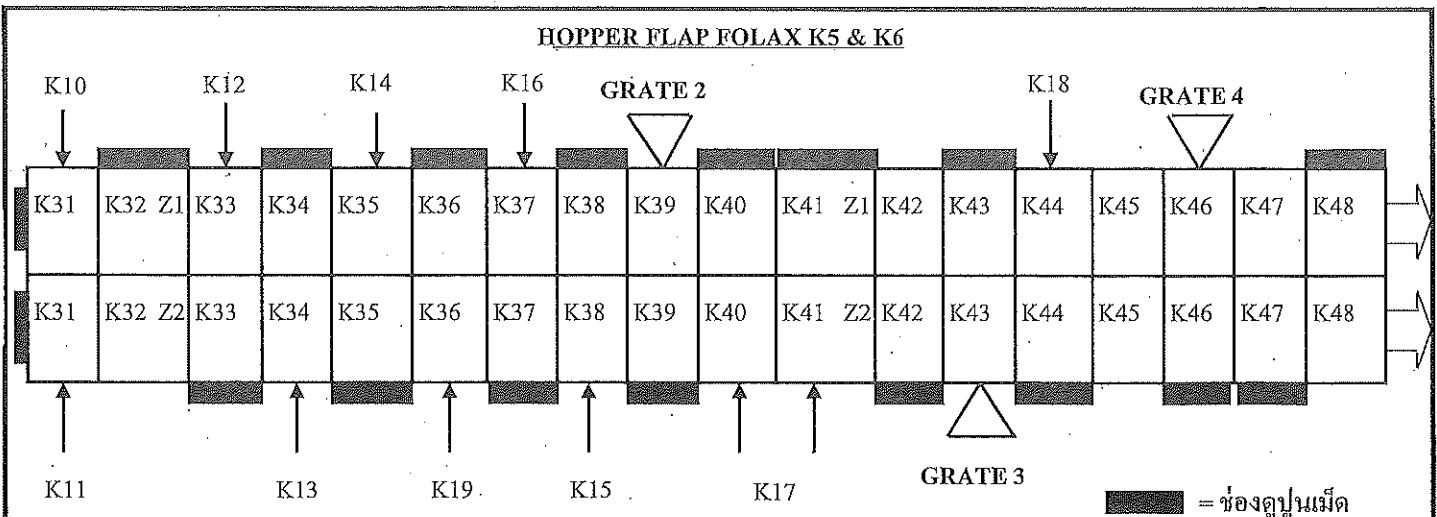 HOPPER FLAP FOLAX K5 & K6
K10 K12 K14 K16 GRATE 2 K18 GRATE 4
K31 K32 Z1 K33 K34 K35 K36 K37 K38 K39 K40 K41 Z1 K42 K43 K44 K45 K46 K47 K48
K31 K32 Z2 K33 K34 K35 K36 K37 K38 K39 K40 K41 Z2 K42 K43 K44 K45 K46 K47 K48
K11 K13 K19 K15 K17 GRATE 3
= ช่องดูปูนเม็ด